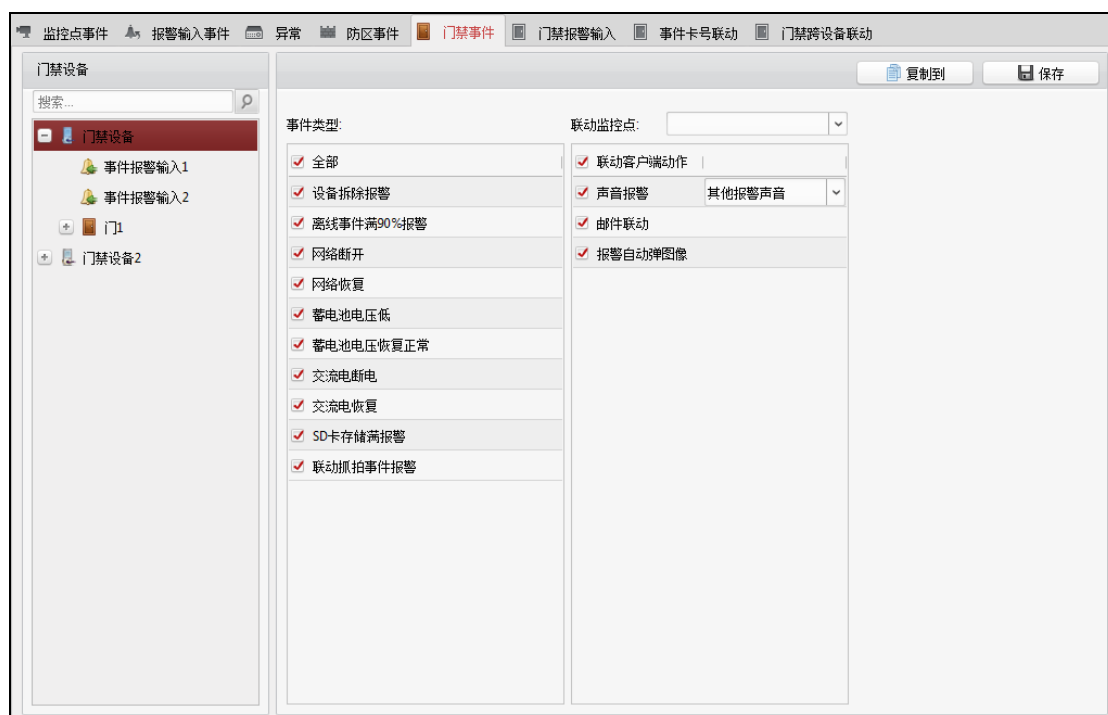 监控点事件 报警输入事件 异常 防区事件 门禁事件 门禁报警输入 事件卡号联动 门禁跨设备联动
门禁设备
复制到 保存
搜索...
门禁设备
事件报警输入1
事件报警输入2
门1
门禁设备2
事件类型: 联动监控点:
全部 联动客户端动作
设备拆除报警 声音报警 其他报警声音
离线事件满90%报警 邮件联动
网络断开 报警自动弹图像
网络恢复
蓄电池电压低
蓄电池电压恢复正常
交流电断电
交流电恢复
SD卡存储满报警
联动抓拍事件报警